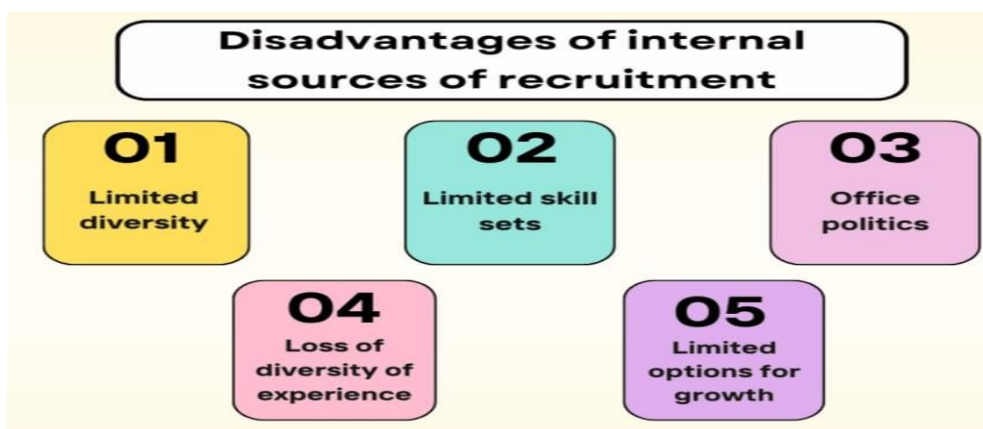 Disadvantages of internal
sources of recruitment
01
Limited
diversity
02
Limited skill
sets
03
Office
politics
04
Loss of
diversity of
experience
05
Limited
options for
growth